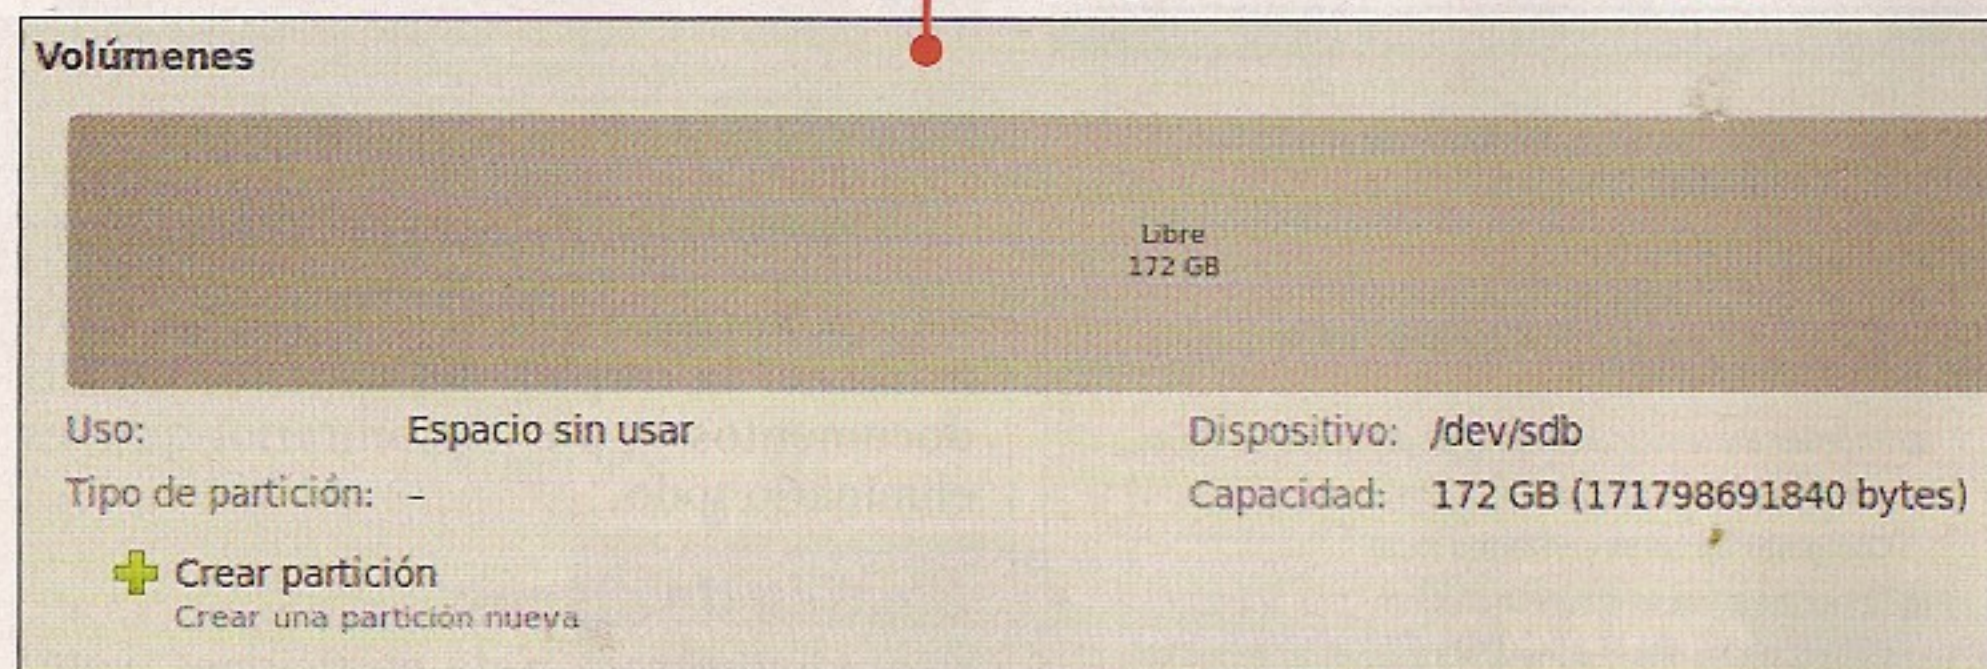 Volúmenes
Libre
172 GB
Uso: Espacio sin usar Dispositivo: /dev/sdb
Tipo de partición: – Capacidad: 172 GB (171798691840 bytes)
Crear partición
Crear una partición nueva